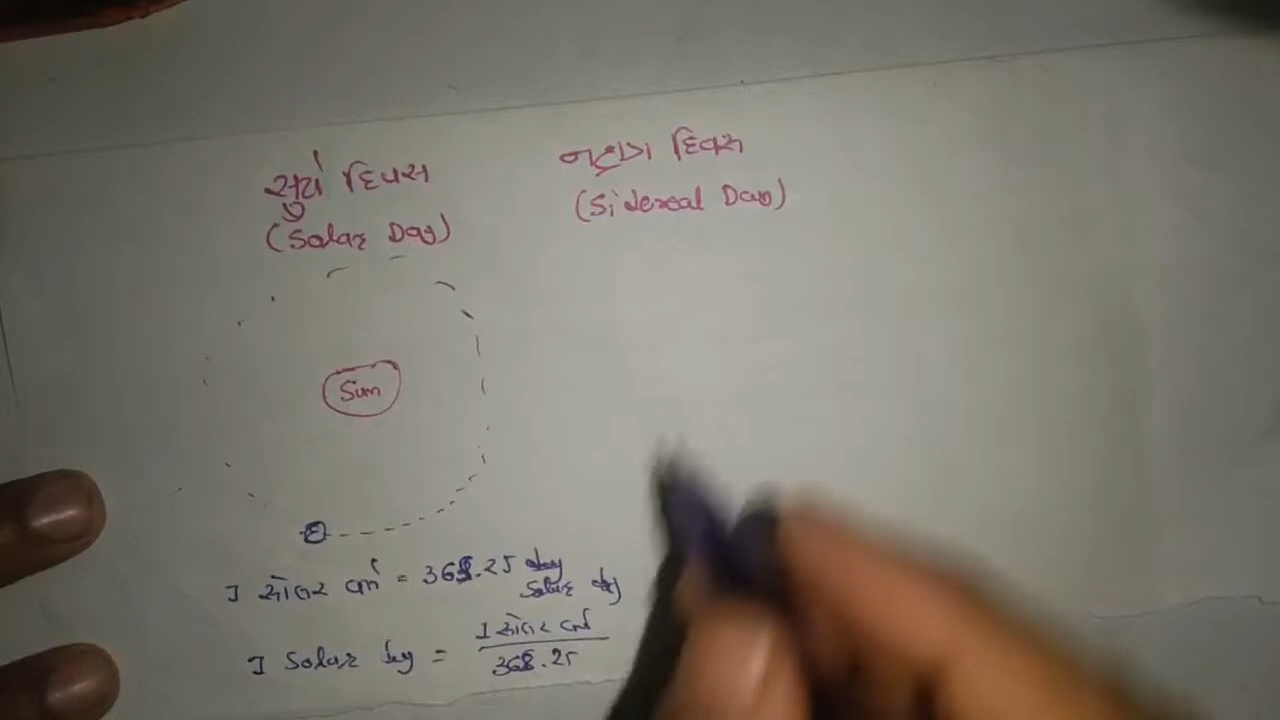 સુર્ય દિવસ
(Solar Day)
નક્ષત્ર દિવસ
(Sidereal Day)
Sun
1 સોલર વર્ષ = 365.25 day
Solar day
1 Solar day = 1 સોલર વર્ષ
365.25